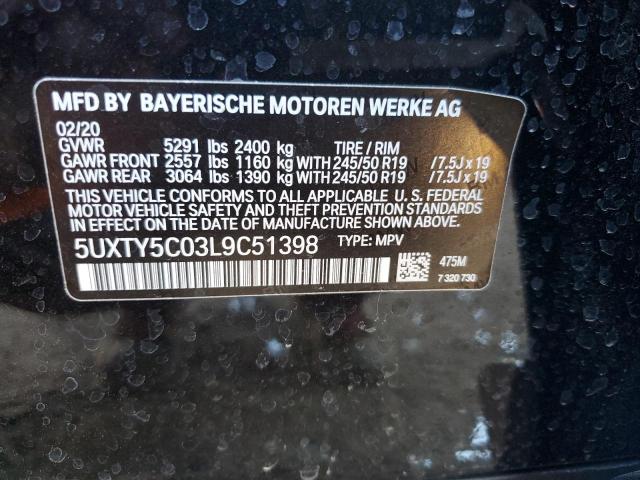 MFD BY BAYERISCHE MOTOREN WERKE AG
02/20
GVWR 5291 lbs 2400 kg TIRE / RIM
GAWR FRONT 2557 lbs 1160 kg WITH 245/50 R19 /7.5J x 19
GAWR REAR 3064 lbs 1390 kg WITH 245/50 R19 /7.5J x 19
THIS VEHICLE CONFORMS TO ALL APPLICABLE U. S. FEDERAL
MOTOR VEHICLE SAFETY AND THEFT PREVENTION STANDARDS
IN EFFECT ON THE DATE OF MANUFACTURE SHOWN ABOVE.
5UXTY5C03L9C51398 TYPE: MPV
475M
7 320 730